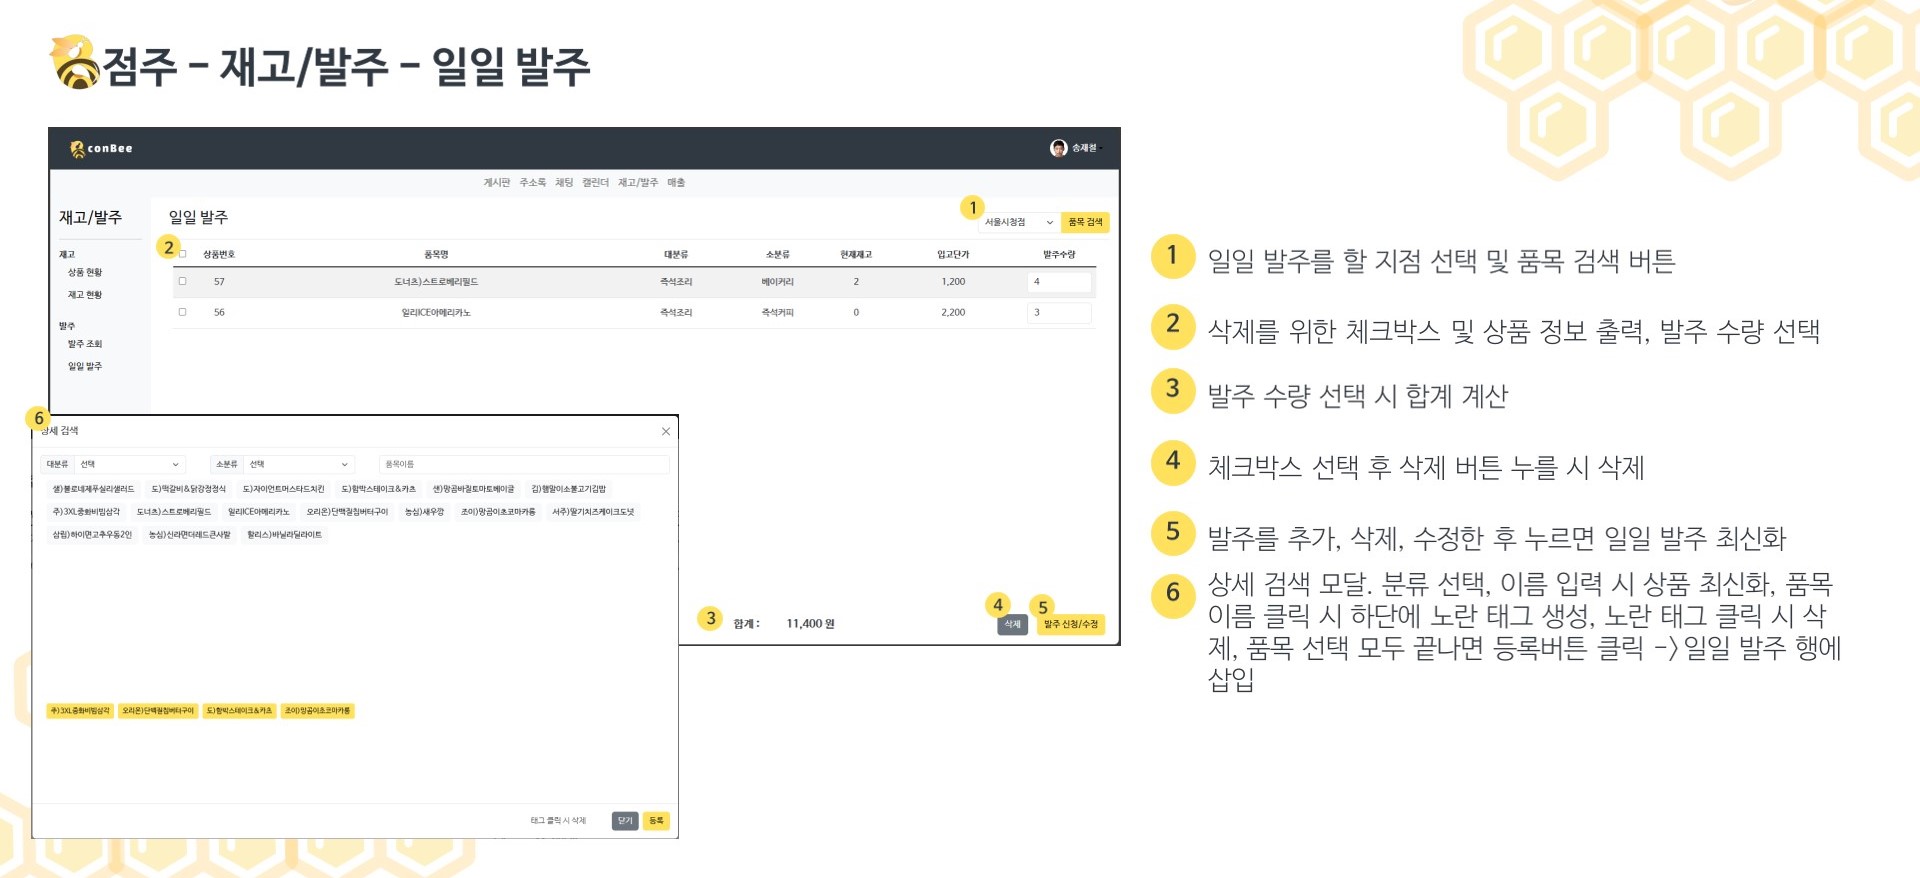 점주 - 재고/발주 - 일일 발주
conBee
송재철
게시판 주소록 채팅 캘린더 재고/발주 매출
재고/발주
재고
상품 현황
재고 현황
발주
발주 조회
일일 발주
일일 발주
1
서울시청점
품목 검색
2
상품번호 품목명 대분류 소분류 현재재고 입고단가 발주수량
57 도너츠)스트로베리필드 즉석조리 베이커리 2 1,200 4
56 일리ICE아메리카노 즉석조리 즉석커피 0 2,200 3
3 합계 : 11,400 원
4 삭제
5 발주 신청/수정
6
상세 검색
대분류 선택 소분류 선택 품목이름
샐)볼로네제푸실리샐러드 도)떡갈비&닭강정정식 도)자이언트머스타드치킨 도)함박스테이크&카츠 샌)망곰바질토마토베이글 김)햄말이소불고기김밥
주)3XL중화비빔삼각 도너츠)스트로베리필드 일리ICE아메리카노 오리온)단백질칩버터구이 농심)새우깡 조이)망곰이초코마카롱 서주)딸기치즈케이크도넛
삼립)하이면고추우동2인 농심)신라면더레드큰사발 할리스)바닐라딜라이트
주)3XL중화비빔삼각 오리온)단백질칩버터구이 도)함박스테이크&카츠 조이)망곰이초코마카롱
태그 클릭 시 삭제 닫기 등록
1 일일 발주를 할 지점 선택 및 품목 검색 버튼
2 삭제를 위한 체크박스 및 상품 정보 출력, 발주 수량 선택
3 발주 수량 선택 시 합계 계산
4 체크박스 선택 후 삭제 버튼 누를 시 삭제
5 발주를 추가, 삭제, 수정한 후 누르면 일일 발주 최신화
6 상세 검색 모달. 분류 선택, 이름 입력 시 상품 최신화, 품목
이름 클릭 시 하단에 노란 태그 생성, 노란 태그 클릭 시 삭
제, 품목 선택 모두 끝나면 등록버튼 클릭 -> 일일 발주 행에
삽입